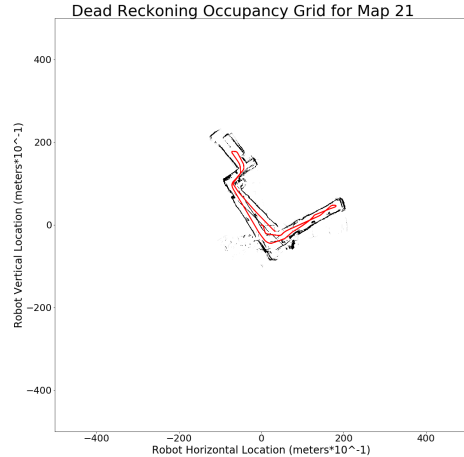 Dead Reckoning Occupancy Grid for Map 21
400
200
0
−200
−400
Robot Vertical Location (meters*10^-1)
−400 −200 0 200 400
Robot Horizontal Location (meters*10^-1)